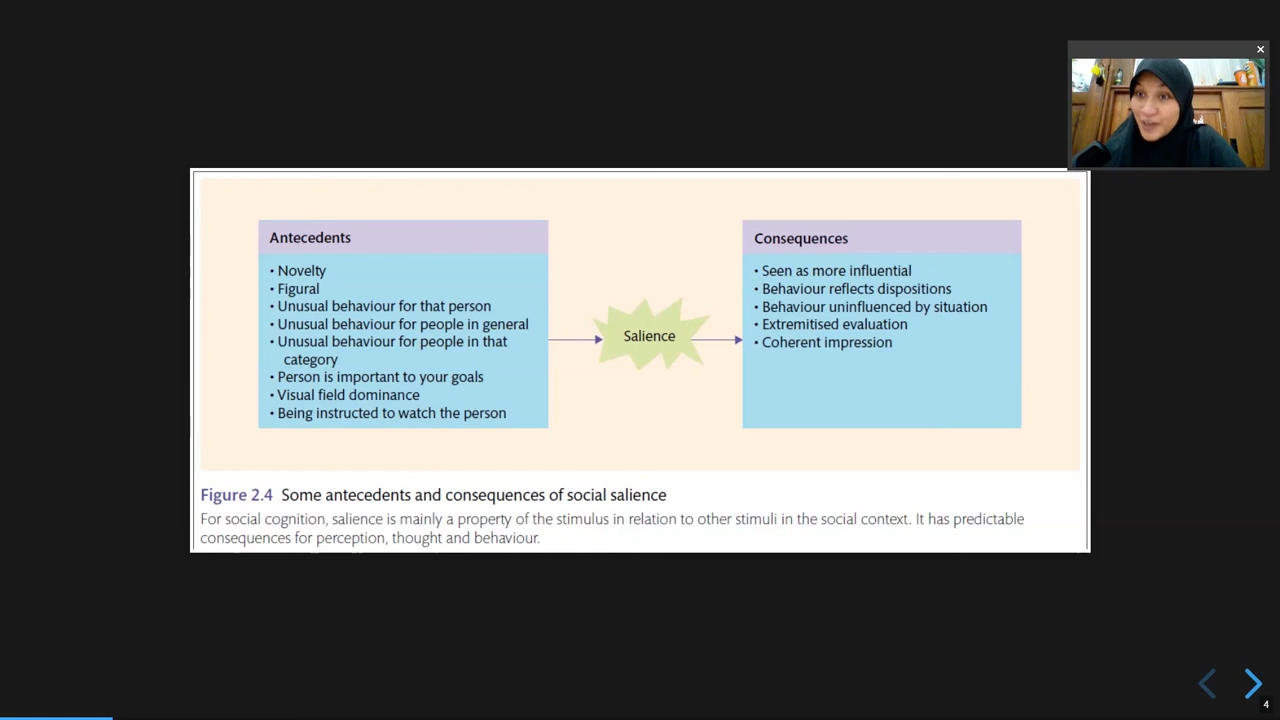 Antecedents
• Novelty
• Figural
• Unusual behaviour for that person
• Unusual behaviour for people in general
• Unusual behaviour for people in that
category
• Person is important to your goals
• Visual field dominance
• Being instructed to watch the person
Salience
Consequences
• Seen as more influential
• Behaviour reflects dispositions
• Behaviour uninfluenced by situation
• Extremitised evaluation
• Coherent impression
Figure 2.4 Some antecedents and consequences of social salience
For social cognition, salience is mainly a property of the stimulus in relation to other stimuli in the social context. It has predictable
consequences for perception, thought and behaviour.
4